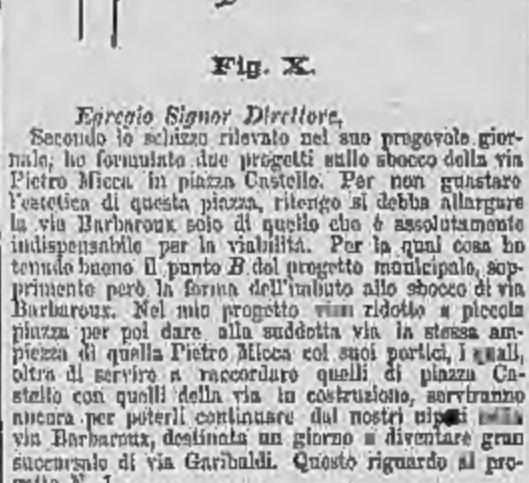 Fig. X.
Egregio Signor Direttore,
Secondo lo schizzo rilevato nel suo pregevole gior-
nale, ho formulato due progetti sullo sbocco della via
Pietro Micca in piazza Castello. Per non guastare
l'estetica di questa piazza, ritengo si debba allargare
la via Barbaroux solo di quello che è assolutamente
indispensabile per la viabilità. Per la qual cosa ho
tenuto buono il punto B del progetto municipale, sop-
primento però la forma dell'imbuto allo sbocco di via
Barbaroux. Nel mio progetto ridotto a piccola
piazza per poi dare alla suddetta via la stessa am-
piezza di quella Pietro Micca coi suoi portici, i quali,
oltra di servire a raccordare quelli di piazza Ca-
stello con quelli della via in costruzione, serviranno
ancora per poterli continuare dai nostri nipoti
via Barbaroux, destinata un giorno a diventare gran
succursale di via Garibaldi. Questo riguardo al pro-